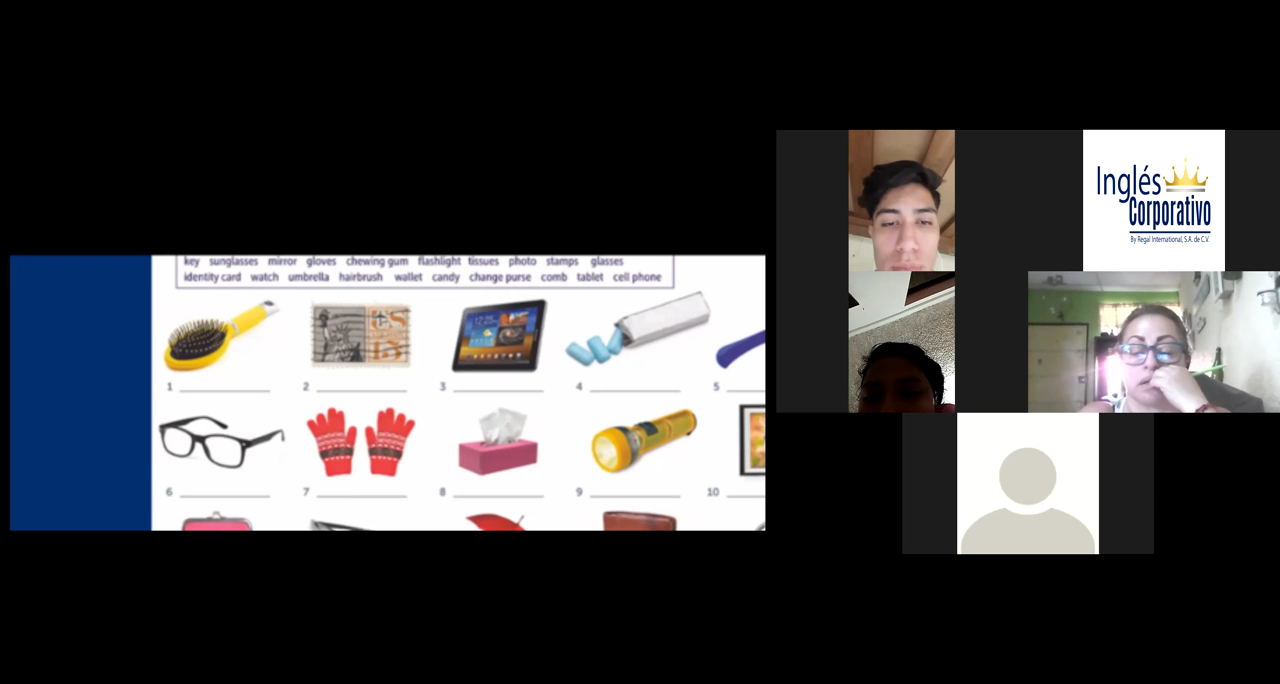 key sunglasses mirror gloves chewing gum flashlight tissues photo stamps glasses
identity card watch umbrella hairbrush wallet candy change purse comb tablet cell phone
1
2
3
4
5
6
7
8
9
10
Inglés
Corporativo
By Regal International, S.A. de C.V.